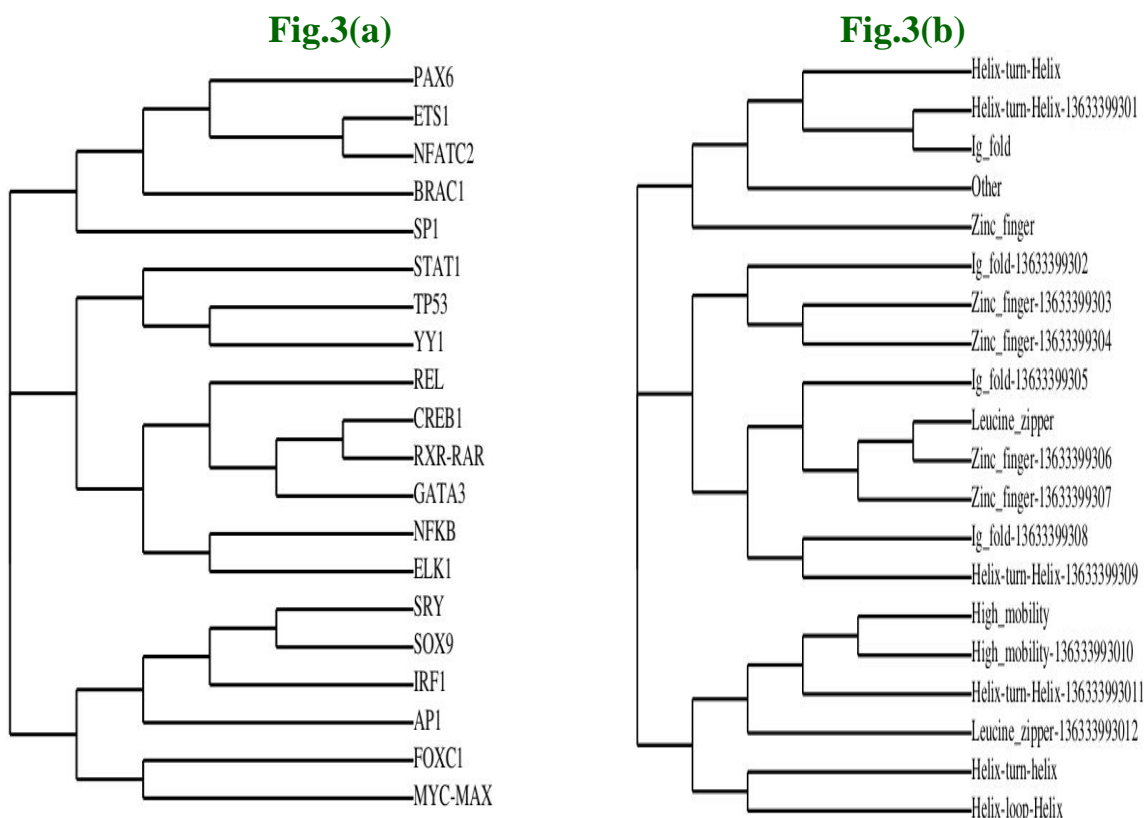 Fig.3(a)
PAX6
ETS1
NFATC2
BRAC1
SP1
STAT1
TP53
YY1
REL
CREB1
RXR-RAR
GATA3
NFKB
ELK1
SRY
SOX9
IRF1
AP1
FOXC1
MYC-MAX
Fig.3(b)
Helix-turn-Helix
Helix-turn-Helix-13633399301
Ig_fold
Other
Zinc_finger
Ig_fold-13633399302
Zinc_finger-13633399303
Zinc_finger-13633399304
Ig_fold-13633399305
Leucine_zipper
Zinc_finger-13633399306
Zinc_finger-13633399307
Ig_fold-13633399308
Helix-turn-Helix-13633399309
High_mobility
High_mobility-136333993010
Helix-turn-Helix-136333993011
Leucine_zipper-136333993012
Helix-turn-helix
Helix-loop-Helix